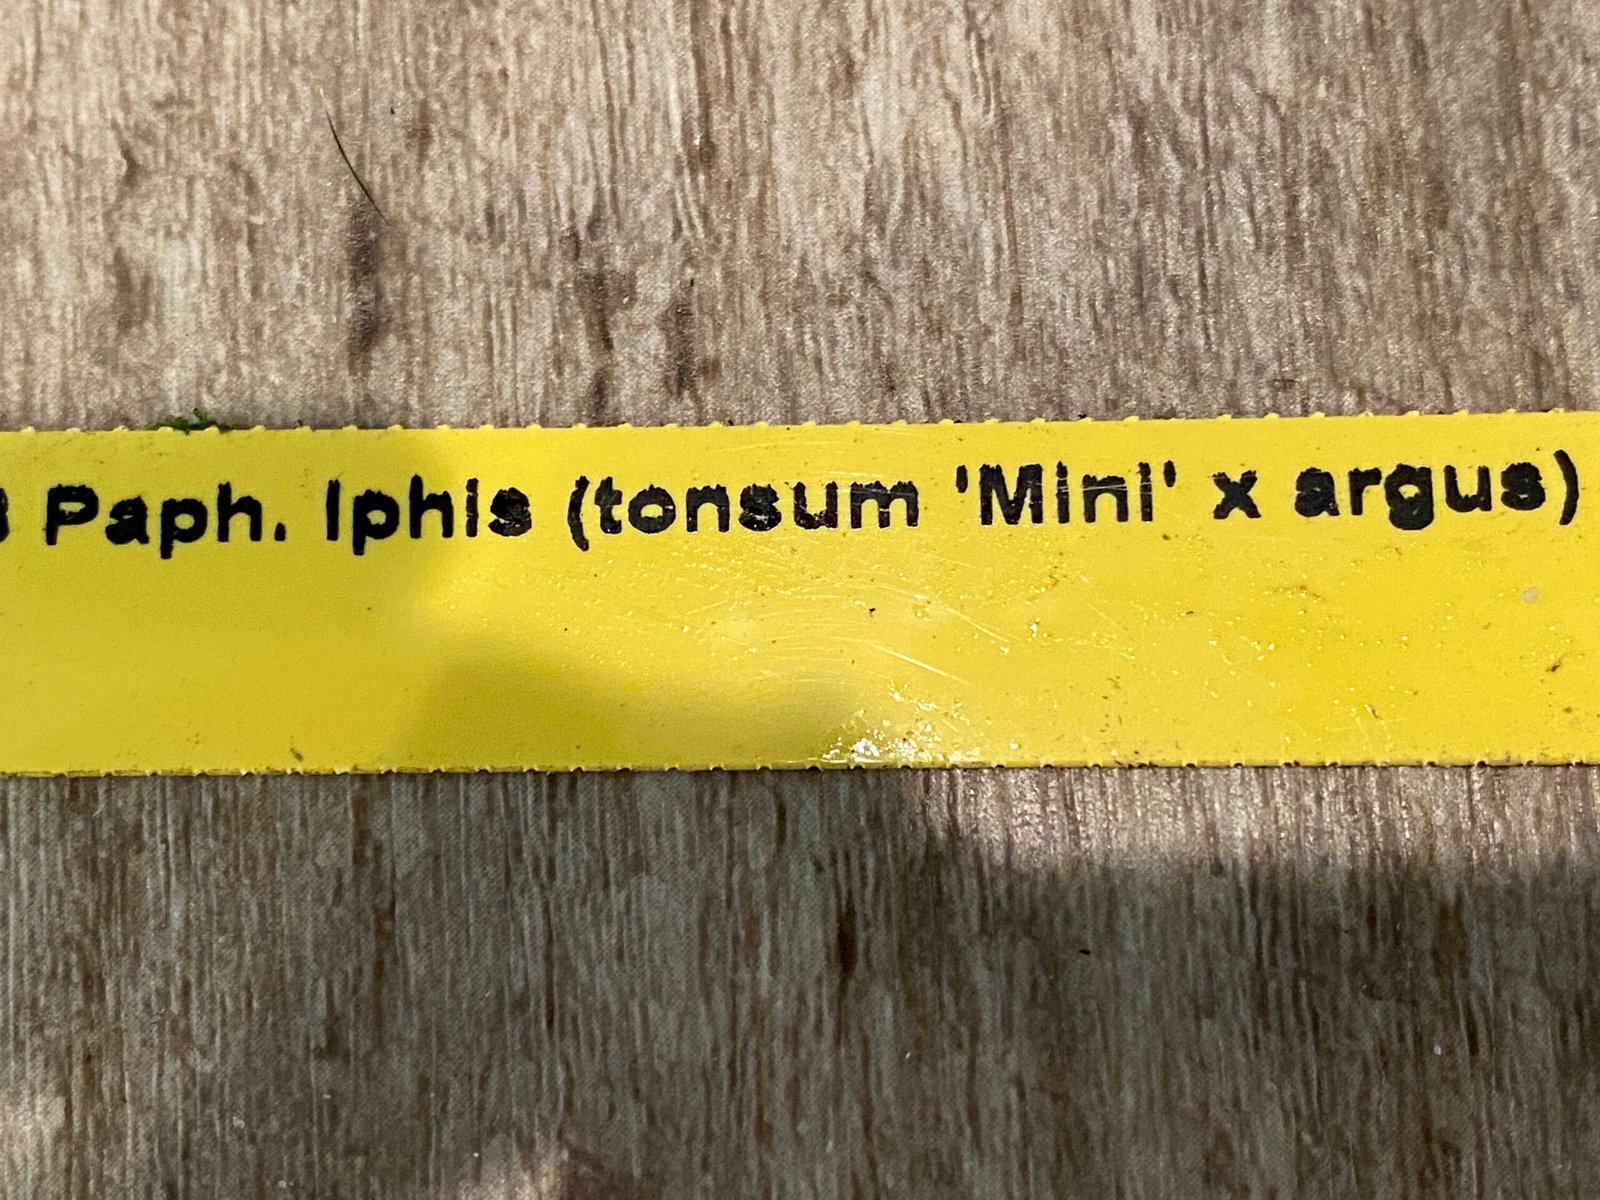 Paph. Iphis (tonsum 'Mini' x argus)